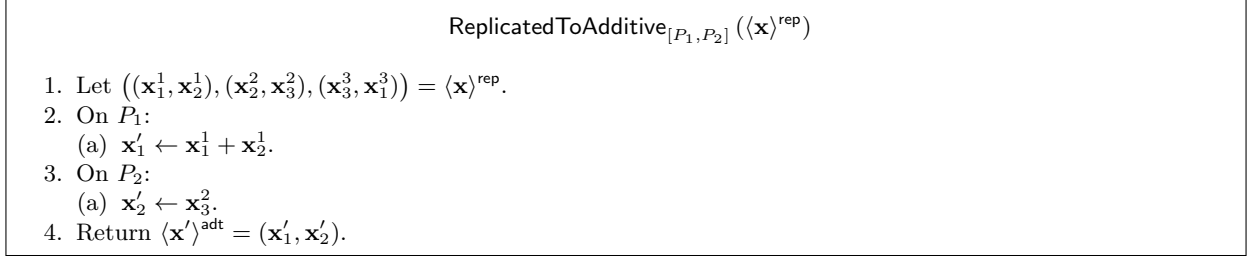 ReplicatedToAdditive_{[P_1,P_2]} (⟨𝐱⟩^{rep})
1. Let ((𝐱_1^1, 𝐱_2^1), (𝐱_2^2, 𝐱_3^2), (𝐱_3^3, 𝐱_1^3)) = ⟨𝐱⟩^{rep}.
2. On P_1:
(a) 𝐱′_1 ← 𝐱_1^1 + 𝐱_2^1.
3. On P_2:
(a) 𝐱′_2 ← 𝐱_3^2.
4. Return ⟨𝐱′⟩^{adt} = (𝐱′_1, 𝐱′_2).